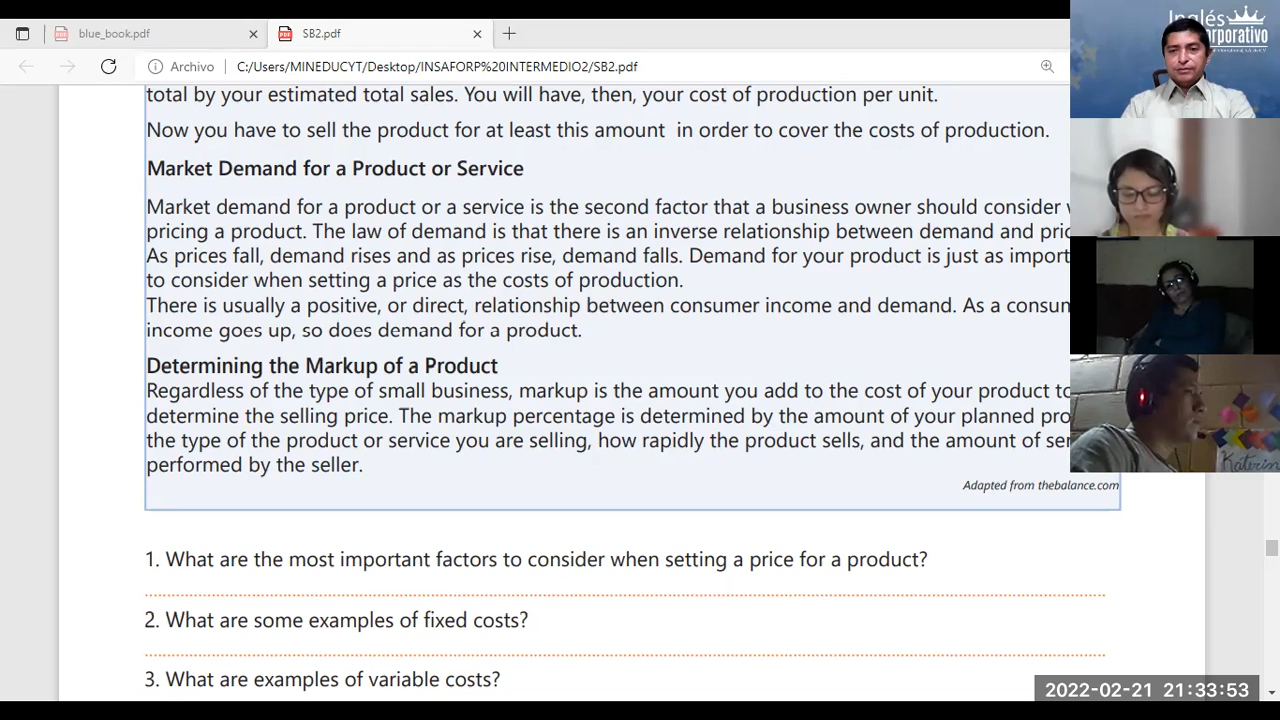 blue_book.pdf
SB2.pdf
Archivo
C:/Users/MINEDUCYT/Desktop/INSAFORP%20INTERMEDIO2/SB2.pdf
Inglés
orporativo
total by your estimated total sales. You will have, then, your cost of production per unit.
Now you have to sell the product for at least this amount in order to cover the costs of production.
Market Demand for a Product or Service
Market demand for a product or a service is the second factor that a business owner should consider
pricing a product. The law of demand is that there is an inverse relationship between demand and pric
As prices fall, demand rises and as prices rise, demand falls. Demand for your product is just as import
to consider when setting a price as the costs of production.
There is usually a positive, or direct, relationship between consumer income and demand. As a consum
income goes up, so does demand for a product.
Determining the Markup of a Product
Regardless of the type of small business, markup is the amount you add to the cost of your product to
determine the selling price. The markup percentage is determined by the amount of your planned pro
the type of the product or service you are selling, how rapidly the product sells, and the amount of ser
performed by the seller.
Katerin
Adapted from thebalance.com
1. What are the most important factors to consider when setting a price for a product?
2. What are some examples of fixed costs?
3. What are examples of variable costs?
2022-02-21 21:33:53